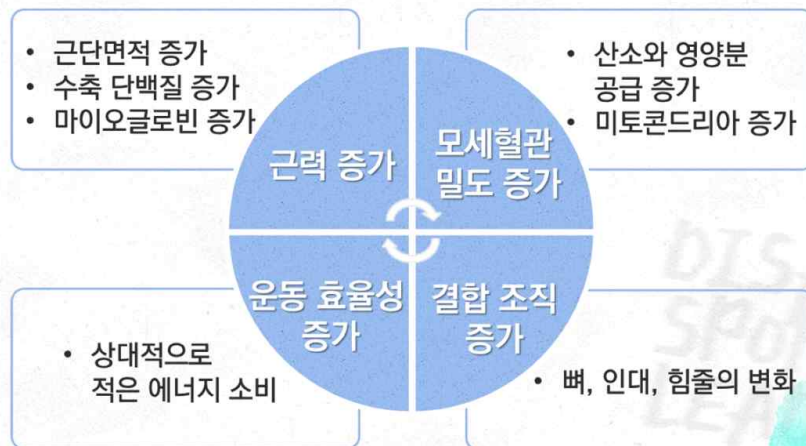 • 근단면적 증가
• 수축 단백질 증가
• 마이오글로빈 증가
• 산소와 영양분
공급 증가
• 미토콘드리아 증가
근력 증가
모세혈관
밀도 증가
운동 효율성
증가
결합 조직
증가
• 상대적으로
적은 에너지 소비
• 뼈, 인대, 힘줄의 변화